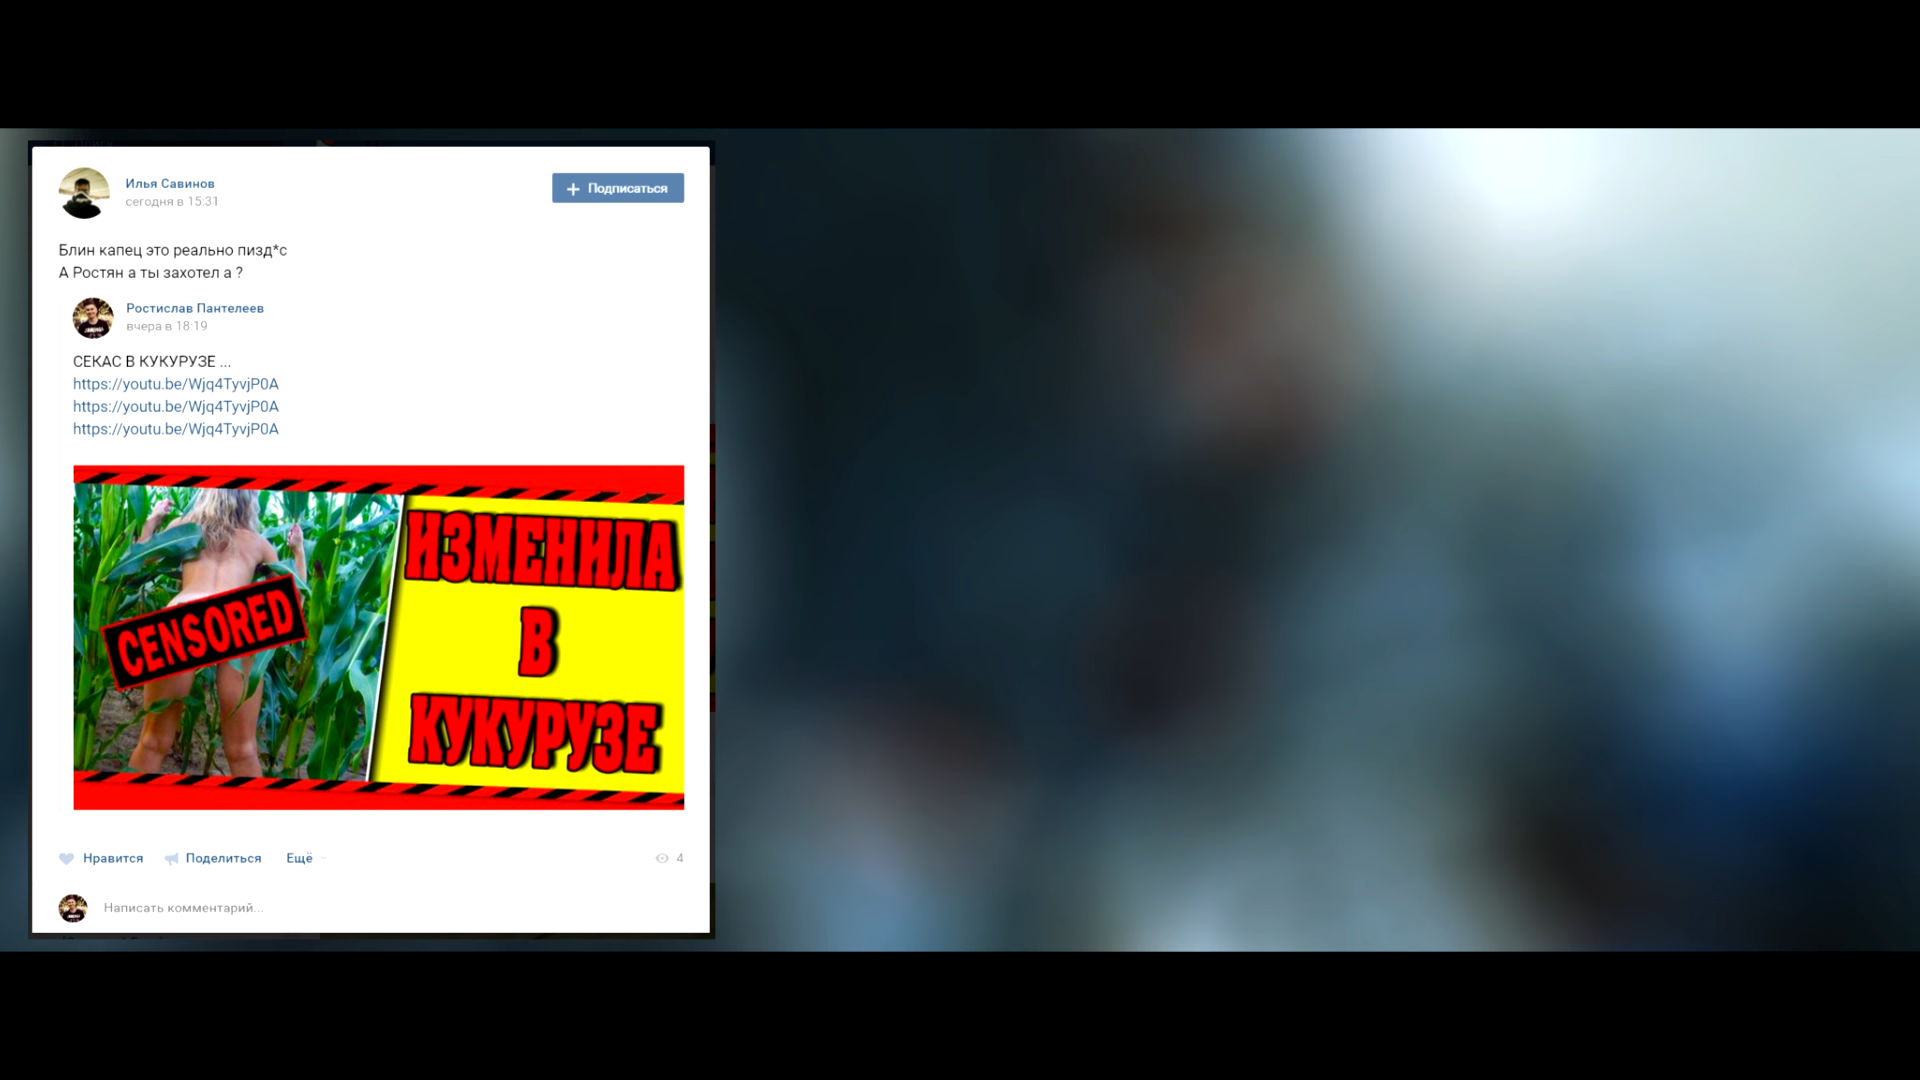 Илья Савинов
сегодня в 15:31
Подписаться
Блин капец это реально пизд*с
А Ростян а ты захотел а ?
Ростислав Пантелеев
вчера в 18:19
СЕКАС В КУКУРУЗЕ ...
https://youtu.be/Wjq4TyvjP0A
https://youtu.be/Wjq4TyvjP0A
https://youtu.be/Wjq4TyvjP0A
CENSORED
ИЗМЕНИЛА
В
КУКУРУЗЕ
Нравится Поделиться Ещё 4
Написать комментарий...